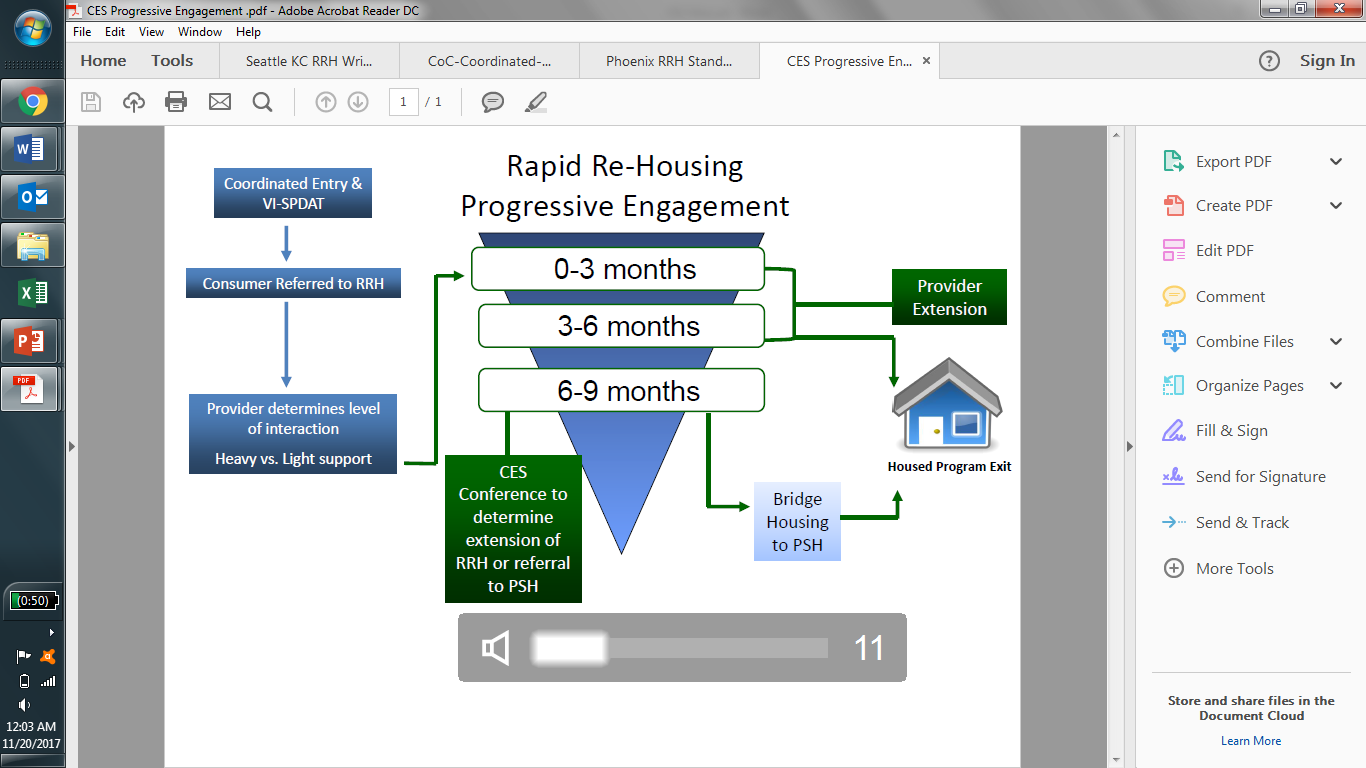 CES Progressive Engagement .pdf - Adobe Acrobat Reader DC
File Edit View Window Help
Home Tools Seattle KC RRH Wri... CoC-Coordinated-... Phoenix RRH Stand... CES Progressive En... ×
? Sign In
1 / 1
Rapid Re-Housing
Progressive Engagement
Coordinated Entry &
VI-SPDAT
Consumer Referred to RRH
Provider determines level
of interaction
Heavy vs. Light support
0-3 months
3-6 months
6-9 months
Provider
Extension
Housed Program Exit
CES
Conference to
determine
extension of
RRH or referral
to PSH
Bridge
Housing
to PSH
11
Export PDF
Create PDF
Edit PDF
Comment
Combine Files
Organize Pages
Fill & Sign
Send for Signature
Send & Track
More Tools
Store and share files in the
Document Cloud
Learn More
(0:50)
12:03 AM
11/20/2017